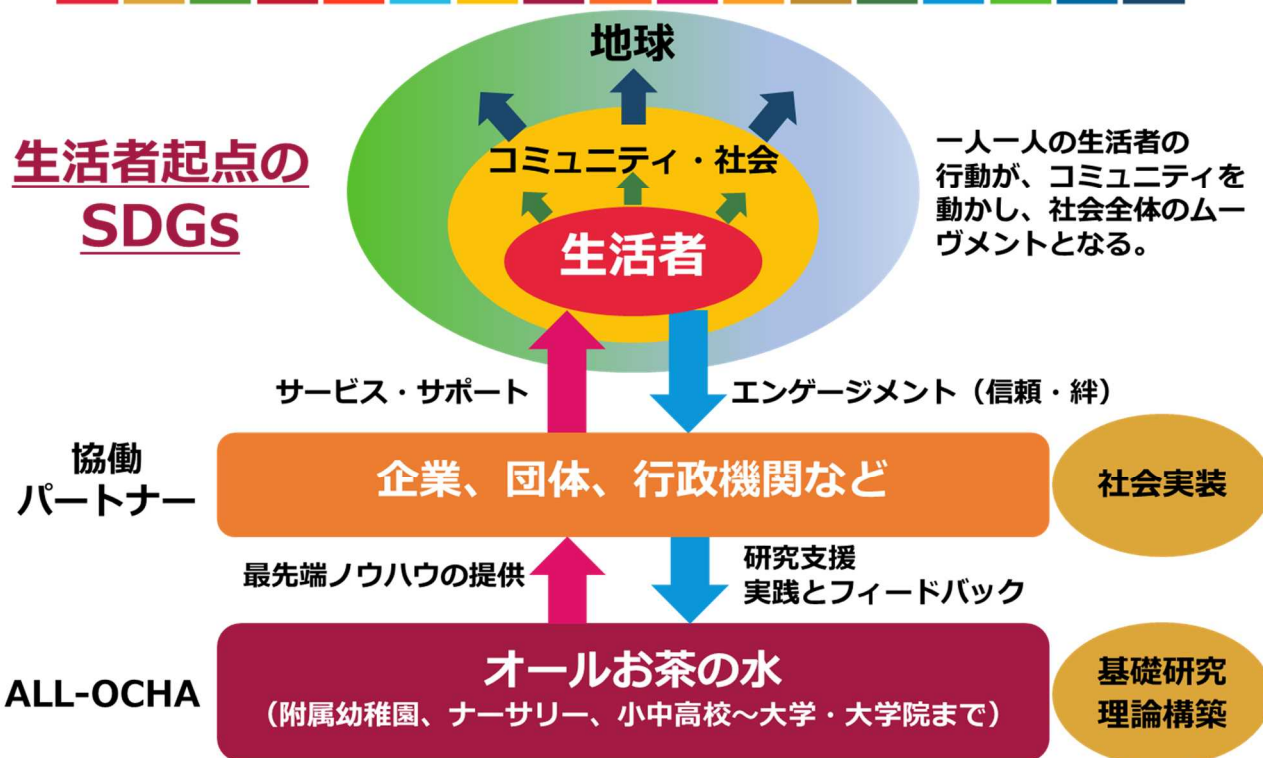 地球
生活者起点の
SDGs
コミュニティ・社会
生活者
一人一人の生活者の
行動が、コミュニティを
動かし、社会全体のムー
ヴメントとなる。
サービス・サポート
エンゲージメント（信頼・絆）
協働
パートナー
企業、団体、行政機関など
社会実装
最先端ノウハウの提供
研究支援
実践とフィードバック
ALL-OCHA
オールお茶の水
（附属幼稚園、ナーサリー、小中高校～大学・大学院まで）
基礎研究
理論構築